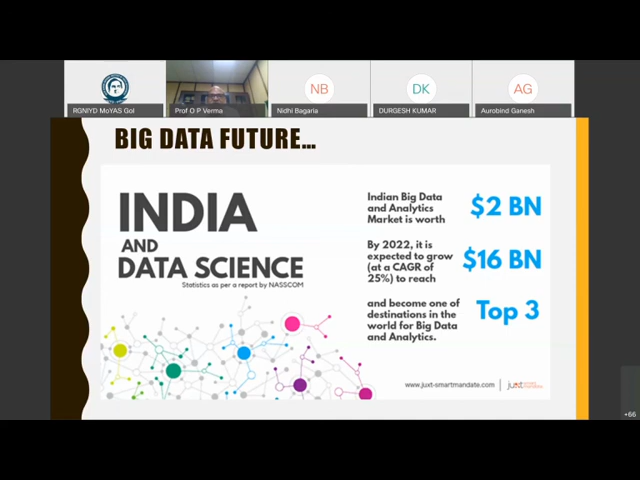 NB
DK
AG
RGNIYD MoYAS GoI
Prof O P Verma
Nidhi Bagaria
DURGESH KUMAR
Aurobind Ganesh
BIG DATA FUTURE...
INDIA
AND
DATA SCIENCE
Statistics as per a report by NASSCOM
Indian Big Data
and Analytics
Market is worth
$2 BN
By 2022, it is
expected to grow
(at a CAGR of
25%) to reach
$16 BN
and become one of
destinations in the
world for Big Data
and Analytics.
Top 3
www.juxt-smartmandate.com
juxt
+66